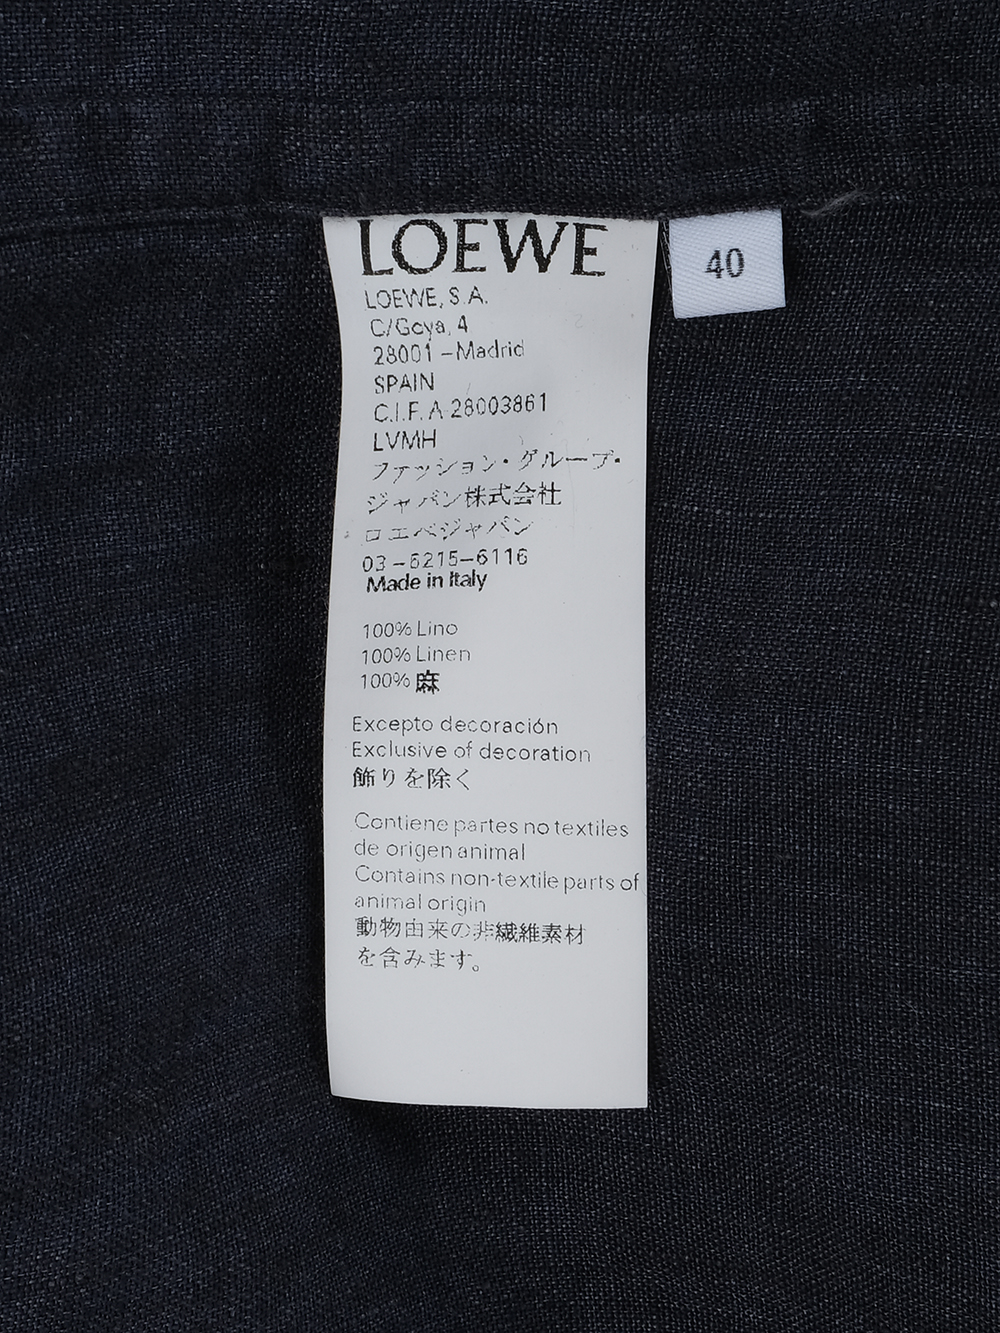 LOEWE
40
LOEWE, S.A.
C/Goya, 4
28001 – Madrid
SPAIN
C.I.F. A-28003861
LVMH
ファッション・グループ・
ジャパン株式会社
ロエベジャパン
03–6215–6116
Made in Italy
100% Lino
100% Linen
100% 麻
Excepto decoración
Exclusive of decoration
飾りを除く
Contiene partes no textiles
de origen animal
Contains non-textile parts of
animal origin
動物由来の非繊維素材
を含みます。